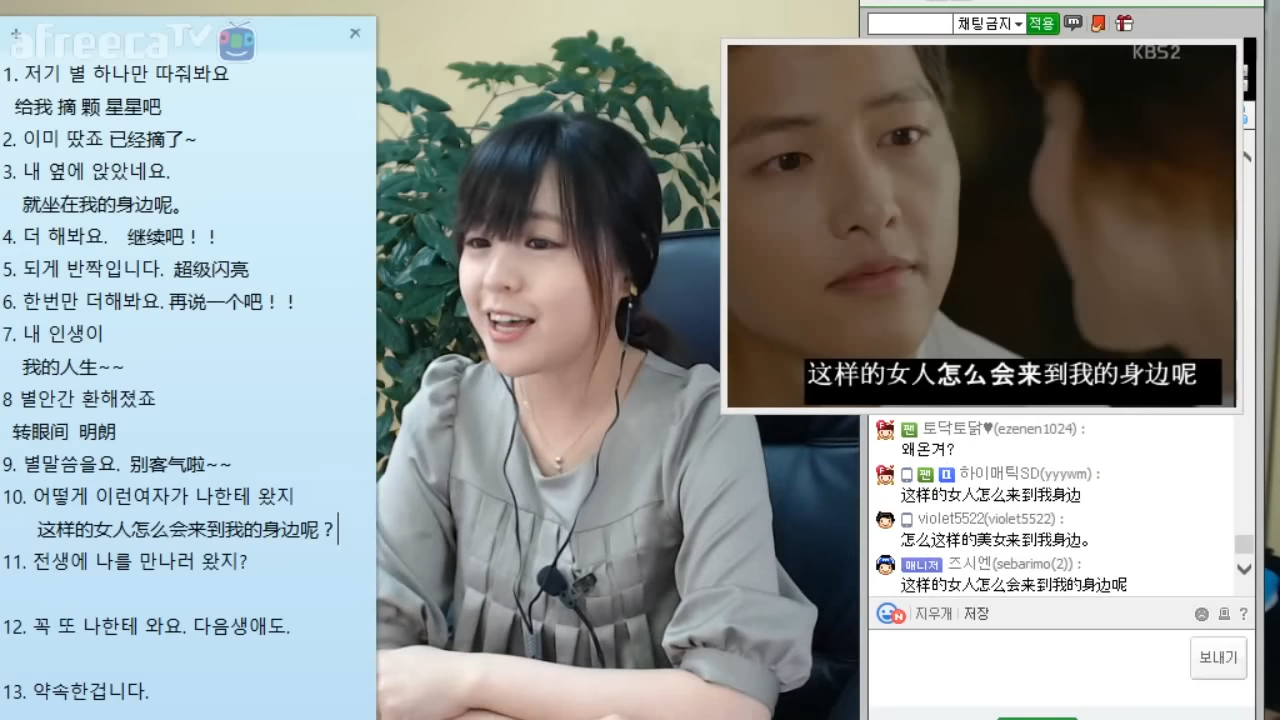 afreecaTV
1. 저기 별 하나만 따줘봐요
给我 摘 颗 星星吧
2. 이미 땄죠 已经摘了~
3. 내 옆에 앉았네요.
就坐在我的身边呢。
4. 더 해봐요. 继续吧！！
5. 되게 반짝입니다. 超级闪亮
6. 한번만 더해봐요. 再说一个吧！！
7. 내 인생이
我的人生~~
8 별안간 환해졌죠
转眼间 明朗
9. 별말씀을요. 别客气啦~~
10. 어떻게 이런여자가 나한테 왔지
这样的女人怎么会来到我的身边呢？
11. 전생에 나를 만나러 왔지?
12. 꼭 또 나한테 와요. 다음생애도.
13. 약속한겁니다.
채팅금지 적용
KBS2
这样的女人怎么会来到我的身边呢
팬 토닥토닭♥(ezenen1024) :
왜온겨?
팬 하이매틱SD(yyywm) :
这样的女人怎么来到我身边
violet5522(violet5522) :
怎么这样的美女来到我身边。
매니저 즈시엔(sebarimo(2)) :
这样的女人怎么会来到我的身边呢
N 지우개 | 저장 ?
보내기